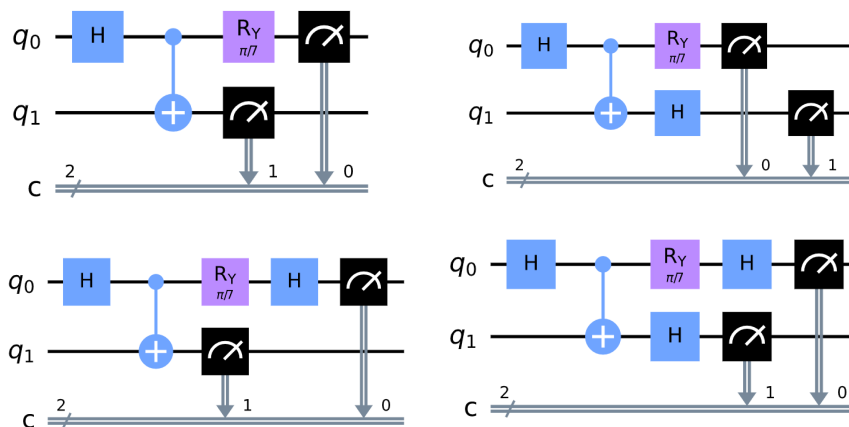 q0 H RY π/7
q1
c 2 1 0
q0 H RY π/7
q1 H
c 2 0 1
q0 H RY π/7 H
q1
c 2 1 0
q0 H RY π/7 H
q1 H
c 2 1 0